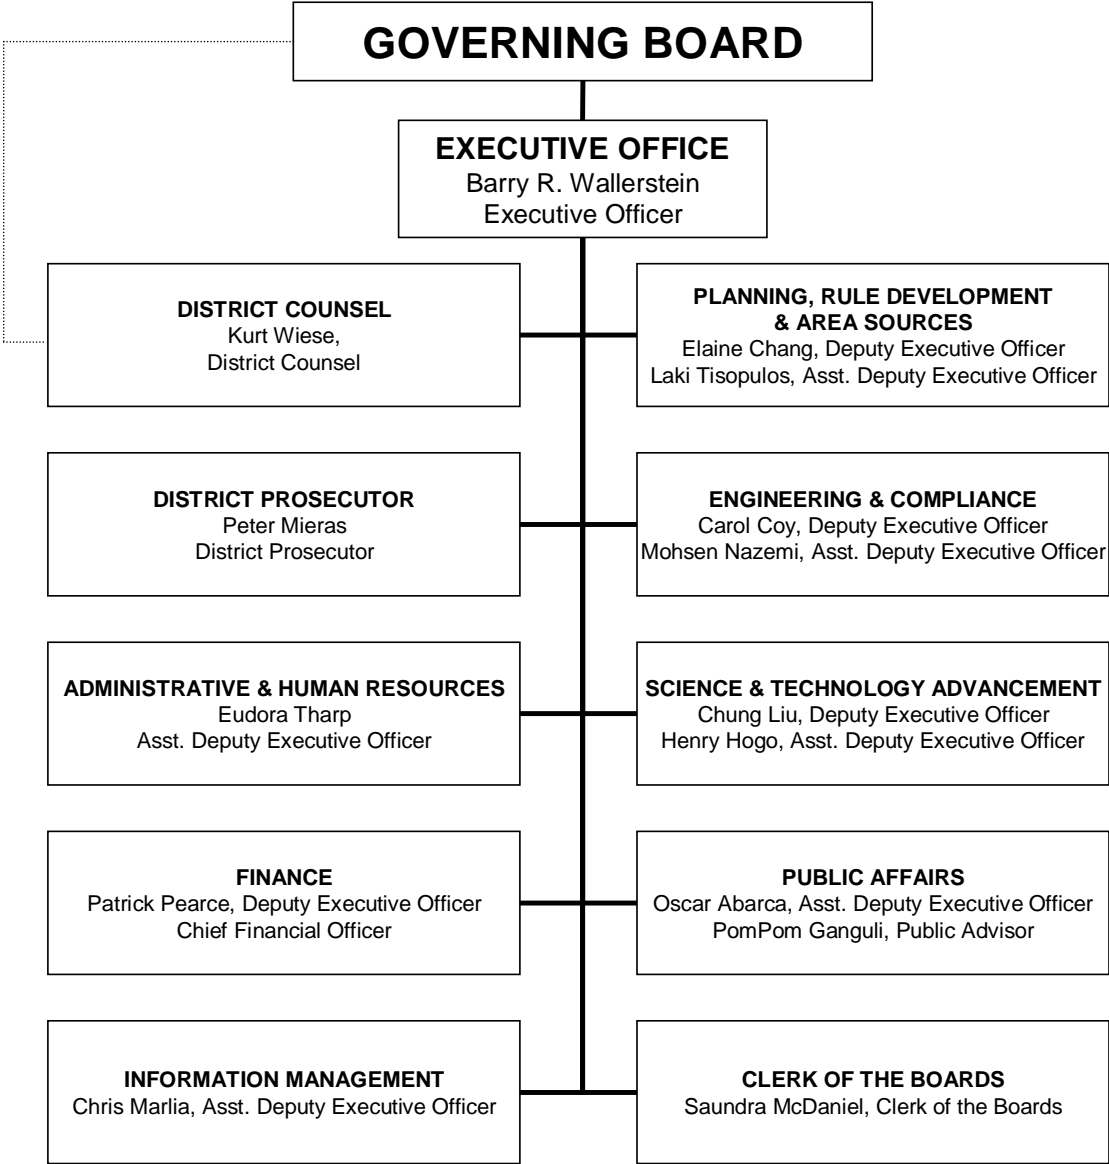 GOVERNING BOARD
EXECUTIVE OFFICE
Barry R. Wallerstein
Executive Officer
DISTRICT COUNSEL
Kurt Wiese,
District Counsel
PLANNING, RULE DEVELOPMENT
& AREA SOURCES
Elaine Chang, Deputy Executive Officer
Laki Tisopulos, Asst. Deputy Executive Officer
DISTRICT PROSECUTOR
Peter Mieras
District Prosecutor
ENGINEERING & COMPLIANCE
Carol Coy, Deputy Executive Officer
Mohsen Nazemi, Asst. Deputy Executive Officer
ADMINISTRATIVE & HUMAN RESOURCES
Eudora Tharp
Asst. Deputy Executive Officer
SCIENCE & TECHNOLOGY ADVANCEMENT
Chung Liu, Deputy Executive Officer
Henry Hogo, Asst. Deputy Executive Officer
FINANCE
Patrick Pearce, Deputy Executive Officer
Chief Financial Officer
PUBLIC AFFAIRS
Oscar Abarca, Asst. Deputy Executive Officer
PomPom Ganguli, Public Advisor
INFORMATION MANAGEMENT
Chris Marlia, Asst. Deputy Executive Officer
CLERK OF THE BOARDS
Saundra McDaniel, Clerk of the Boards